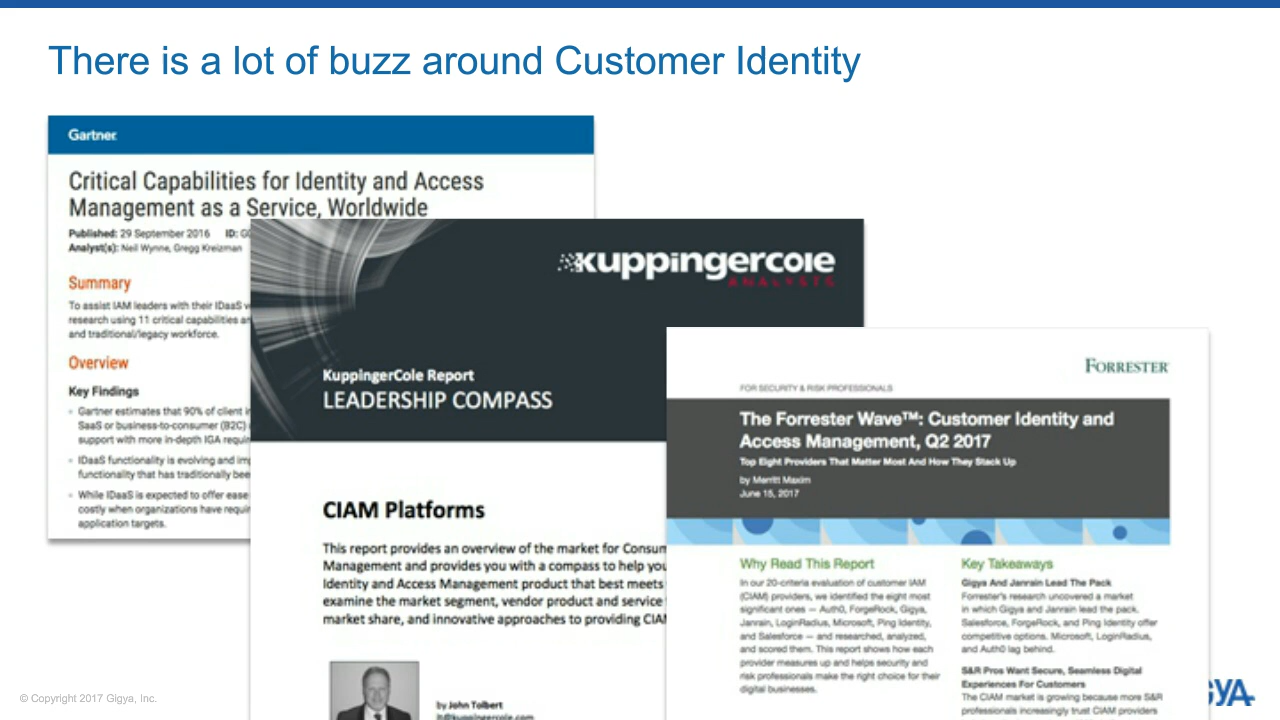 There is a lot of buzz around Customer Identity
Gartner
Critical Capabilities for Identity and Access
Management as a Service, Worldwide
Published: 29 September 2016 ID:
Analyst(s): Neil Wynne, Gregg Kreizman
Summary
To assist IAM leaders with their IDaaS
research using 11 critical capabilities
and traditional/legacy workforce.
Overview
Key Findings
Gartner estimates that 90% of client
SaaS or business-to-consumer (B2C)
support with more in-depth IGA
IDaaS functionality is evolving and
functionality that has traditionally
While IDaaS is expected to offer ease
costly when organizations have
application targets.
kuppingercole
ANALYSTS
KuppingerCole Report
LEADERSHIP COMPASS
CIAM Platforms
This report provides an overview of the market for
Management and provides you with a compass to help you
Identity and Access Management product that best meets
examine the market segment, vendor product and service
market share, and innovative approaches to providing
by John Tolbert
jt@kuppingercole.com
FORRESTER
FOR SECURITY & RISK PROFESSIONALS
The Forrester Wave™: Customer Identity and
Access Management, Q2 2017
Top Eight Providers That Matter Most And How They Stack Up
by Merritt Maxim
June 15, 2017
Why Read This Report
In our 20-criteria evaluation of customer IAM
(CIAM) providers, we identified the eight most
significant ones — Auth0, ForgeRock, Gigya,
Janrain, LoginRadius, Microsoft, Ping Identity,
and Salesforce — and researched, analyzed,
and scored them. This report shows how each
provider measures up and helps security and
risk professionals make the right choice for their
digital businesses.
Key Takeaways
Gigya And Janrain Lead The Pack
Forrester's research uncovered a market
in which Gigya and Janrain lead the pack.
Salesforce, ForgeRock, and Ping Identity offer
competitive options. Microsoft, LoginRadius,
and Auth0 lag behind.
S&R Pros Want Secure, Seamless Digital
Experiences For Customers
The CIAM market is growing because more S&R
professionals increasingly trust CIAM providers
© Copyright 2017 Gigya, Inc.